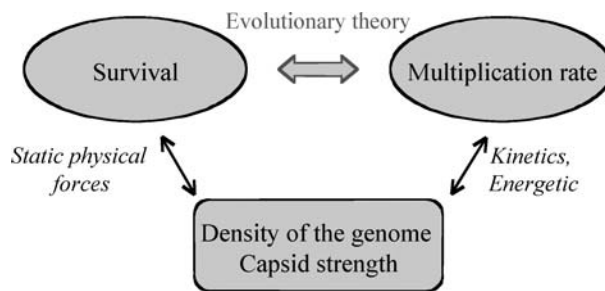 Evolutionary theory
Survival
Multiplication rate
Static physical
forces
Kinetics,
Energetic
Density of the genome
Capsid strength